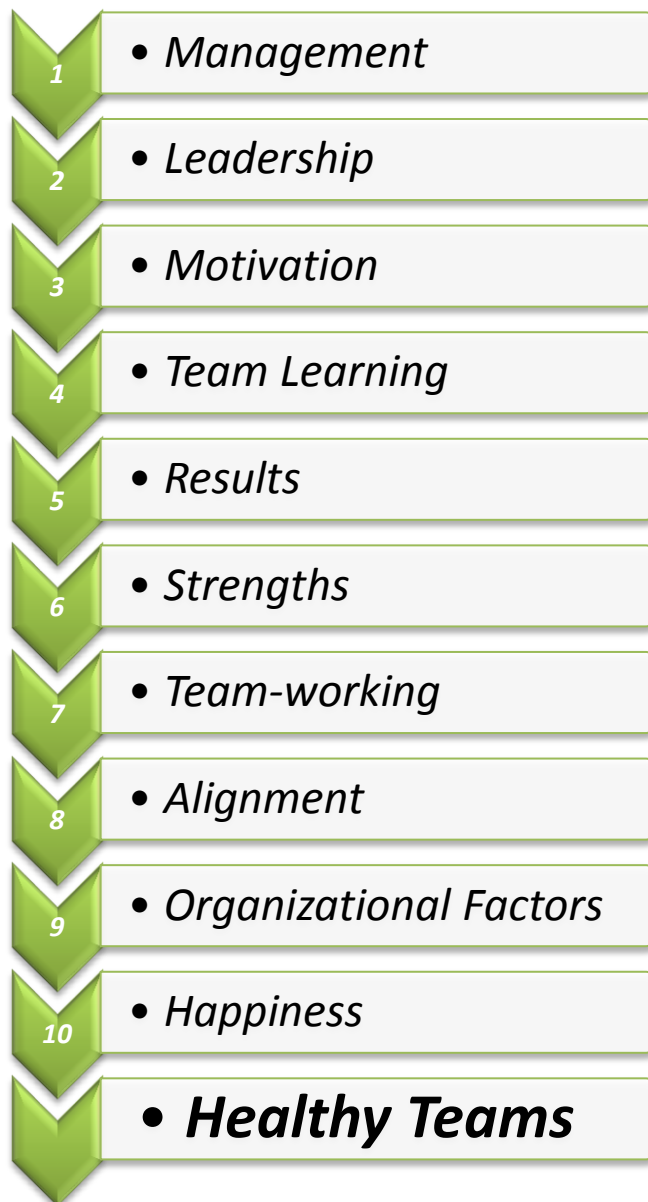 1
• Management
2
• Leadership
3
• Motivation
4
• Team Learning
5
• Results
6
• Strengths
7
• Team-working
8
• Alignment
9
• Organizational Factors
10
• Happiness
• Healthy Teams